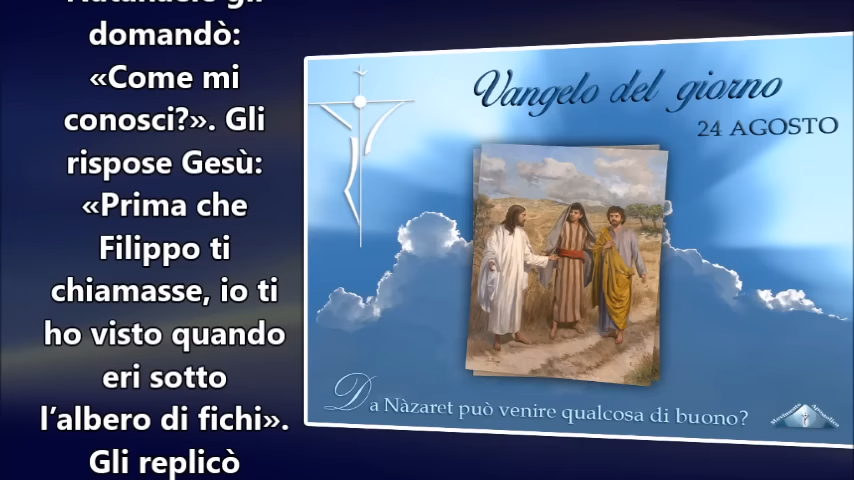 domandò:
«Come mi
conosci?». Gli
rispose Gesù:
«Prima che
Filippo ti
chiamasse, io ti
ho visto quando
eri sotto
l’albero di fichi».
Gli replicò
Vangelo del giorno
24 AGOSTO
Da Nàzaret può venire qualcosa di buono?